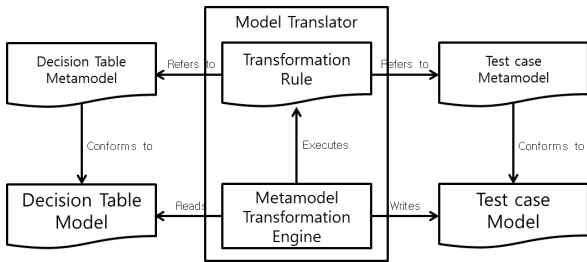 Model Translator
Decision Table
Metamodel
Refers to
Transformation
Rule
Refers to
Test case
Metamodel
Conforms to
Executes
Conforms to
Decision Table
Model
Reads
Metamodel
Transformation
Engine
Writes
Test case
Model